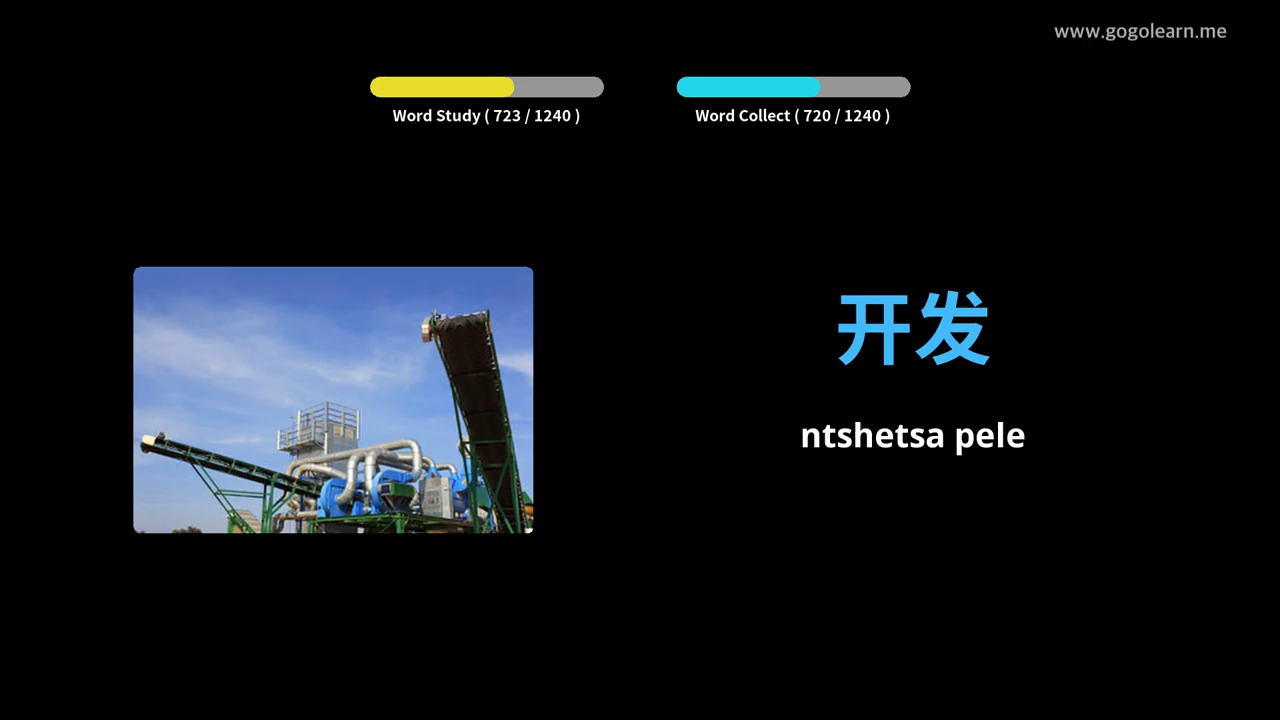 www.gogolearn.me
Word Study ( 723 / 1240 )
Word Collect ( 720 / 1240 )
开发
ntshetsa pele